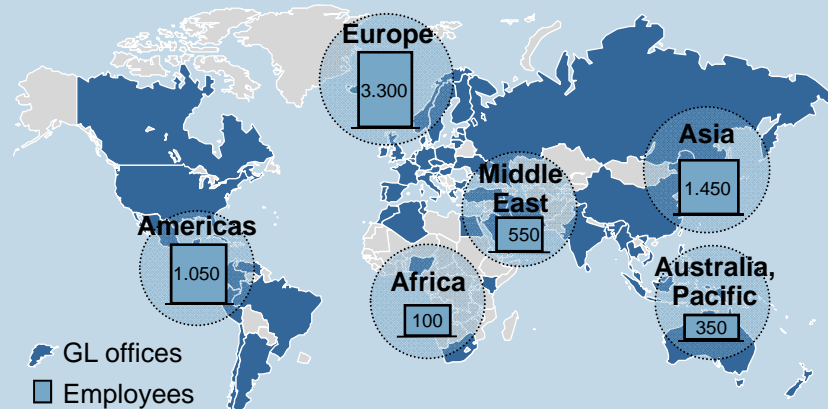 Europe
3.300
Asia
1.450
Middle
East
550
Americas
1.050
Africa
100
Australia,
Pacific
350
GL offices
Employees